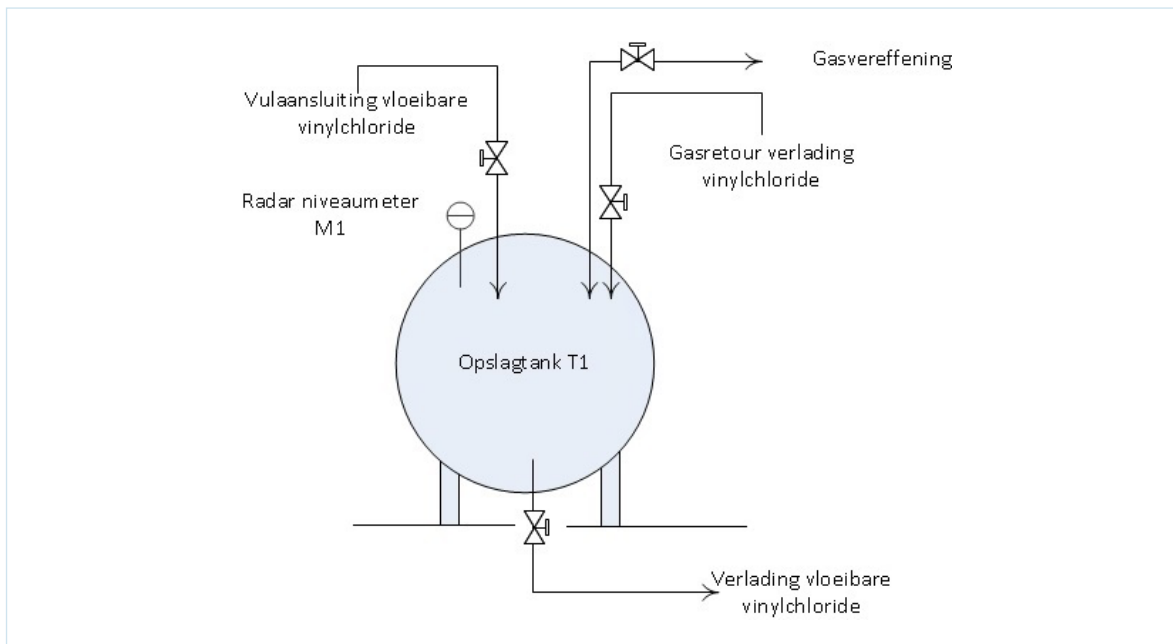 Gasvereffening
Vulaansluiting vloeibare
vinylchloride
Gasretour verlading
vinylchloride
Radar niveaumeter
M1
Opslagtank T1
Verlading vloeibare
vinylchloride